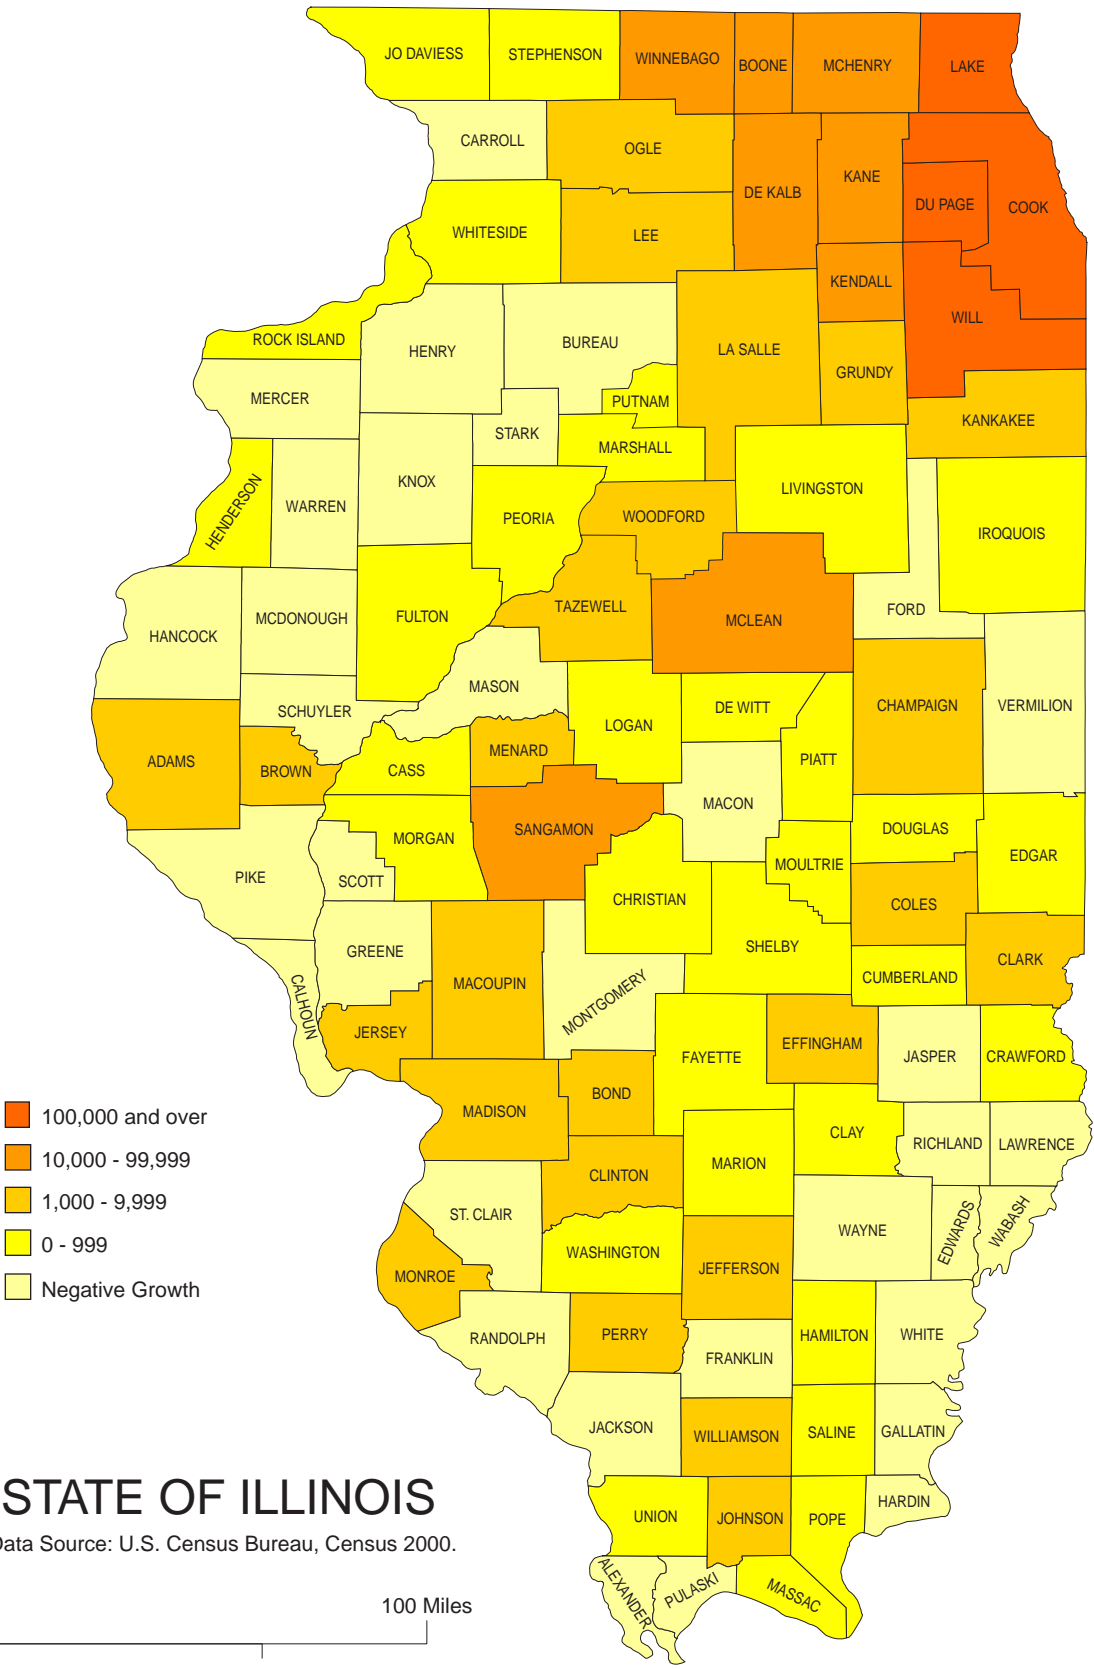 JO DAVIESS
STEPHENSON
WINNEBAGO
BOONE
MCHENRY
LAKE
CARROLL
OGLE
DE KALB
KANE
DU PAGE
COOK
WHITESIDE
LEE
KENDALL
WILL
ROCK ISLAND
HENRY
BUREAU
LA SALLE
GRUNDY
MERCER
PUTNAM
KANKAKEE
STARK
MARSHALL
HENDERSON
WARREN
KNOX
PEORIA
WOODFORD
LIVINGSTON
IROQUOIS
HANCOCK
MCDONOUGH
FULTON
TAZEWELL
MCLEAN
FORD
MASON
SCHUYLER
LOGAN
DE WITT
CHAMPAIGN
VERMILION
ADAMS
BROWN
CASS
MENARD
PIATT
MACON
MORGAN
SANGAMON
DOUGLAS
EDGAR
PIKE
SCOTT
CHRISTIAN
MOULTRIE
COLES
GREENE
MACOUPIN
SHELBY
CLARK
CALHOUN
MONTGOMERY
CUMBERLAND
JERSEY
FAYETTE
EFFINGHAM
JASPER
CRAWFORD
MADISON
BOND
CLAY
RICHLAND
LAWRENCE
100,000 and over
10,000 - 99,999
1,000 - 9,999
0 - 999
Negative Growth
CLINTON
MARION
ST. CLAIR
WAYNE
EDWARDS
WABASH
WASHINGTON
JEFFERSON
MONROE
RANDOLPH
PERRY
FRANKLIN
HAMILTON
WHITE
JACKSON
WILLIAMSON
SALINE
GALLATIN
UNION
JOHNSON
POPE
HARDIN
ALEXANDER
PULASKI
MASSAC
STATE OF ILLINOIS
Data Source: U.S. Census Bureau, Census 2000.
100 Miles